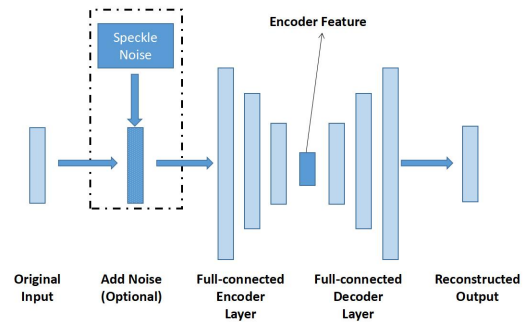 Encoder Feature
Speckle
Noise
Original
Input
Add Noise
(Optional)
Full-connected
Encoder
Layer
Full-connected
Decoder
Layer
Reconstructed
Output